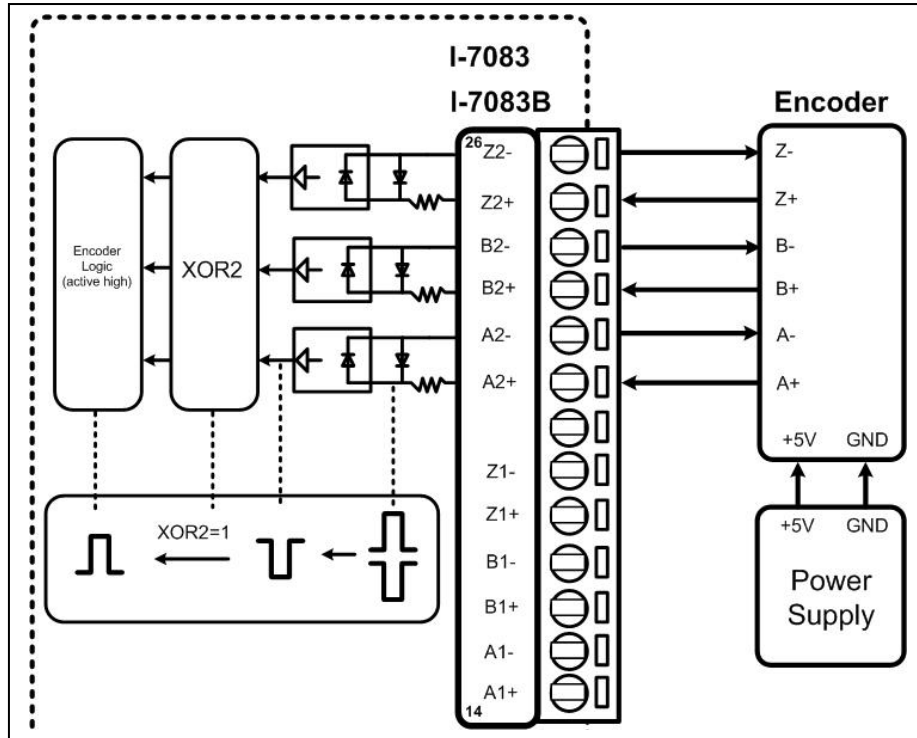 I-7083
I-7083B
Encoder
26
Z2-
Z2+
B2-
B2+
A2-
A2+
Z1-
Z1+
B1-
B1+
A1-
A1+
14
Encoder
Logic
(active high)
XOR2
XOR2=1
Z-
Z+
B-
B+
A-
A+
+5V GND
+5V GND
Power
Supply